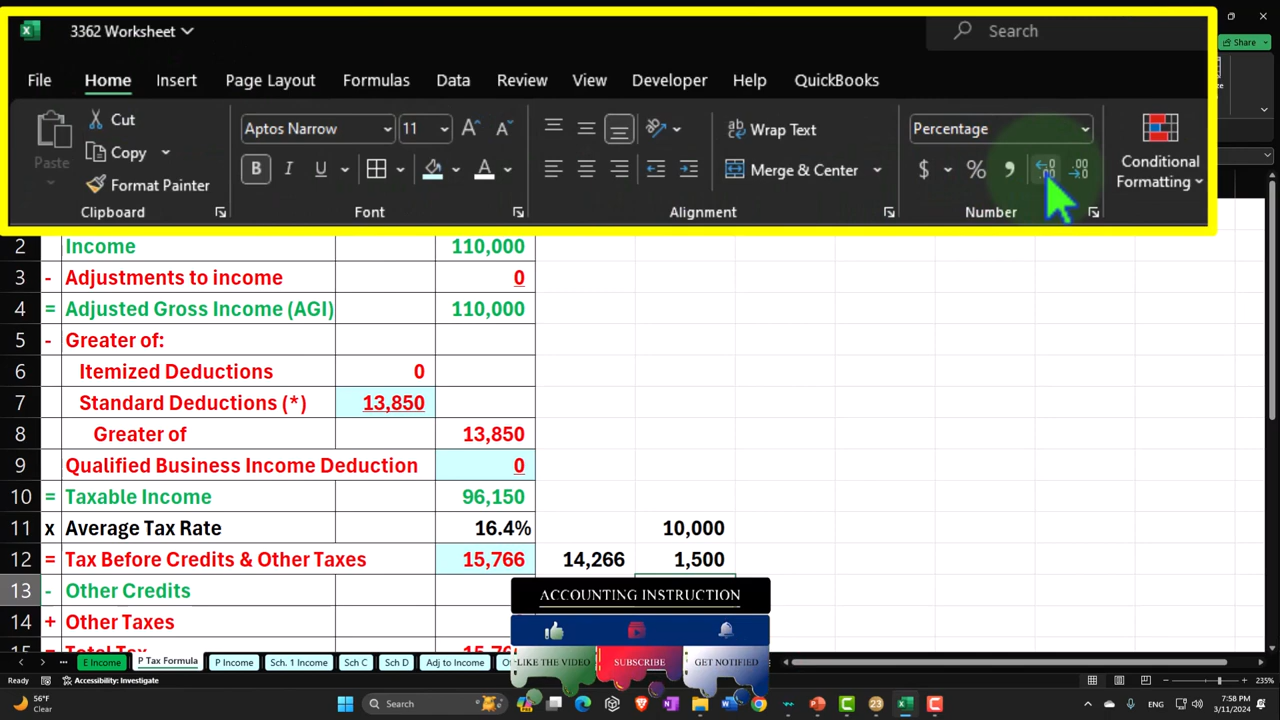 3362 Worksheet
Search
Share
File Home Insert Page Layout Formulas Data Review View Developer Help QuickBooks
Paste
Cut
Copy
Format Painter
Clipboard
Aptos Narrow 11
B I U
Font
Wrap Text
Merge & Center
Alignment
Percentage
$ % ,
Number
Conditional
Formatting
2 Income 110,000
3 - Adjustments to income 0
4 = Adjusted Gross Income (AGI) 110,000
5 - Greater of:
6 Itemized Deductions 0
7 Standard Deductions (*) 13,850
8 Greater of 13,850
9 Qualified Business Income Deduction 0
10 = Taxable Income 96,150
11 x Average Tax Rate 16.4% 10,000
12 = Tax Before Credits & Other Taxes 15,766 14,266 1,500
13 - Other Credits
14 + Other Taxes
ACCOUNTING INSTRUCTION
LIKE THE VIDEO SUBSCRIBE GET NOTIFIED
E Income P Tax Formula P Income Sch. 1 Income Sch C Sch D Adj to Income
Ready Accessibility: Investigate 235%
56°F
Clear
Search
ENG
7:58 PM
3/11/2024